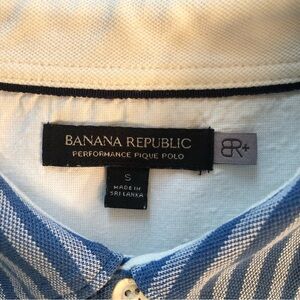 BANANA REPUBLIC
PERFORMANCE PIQUE POLO
BR+
S
MADE IN
SRI LANKA